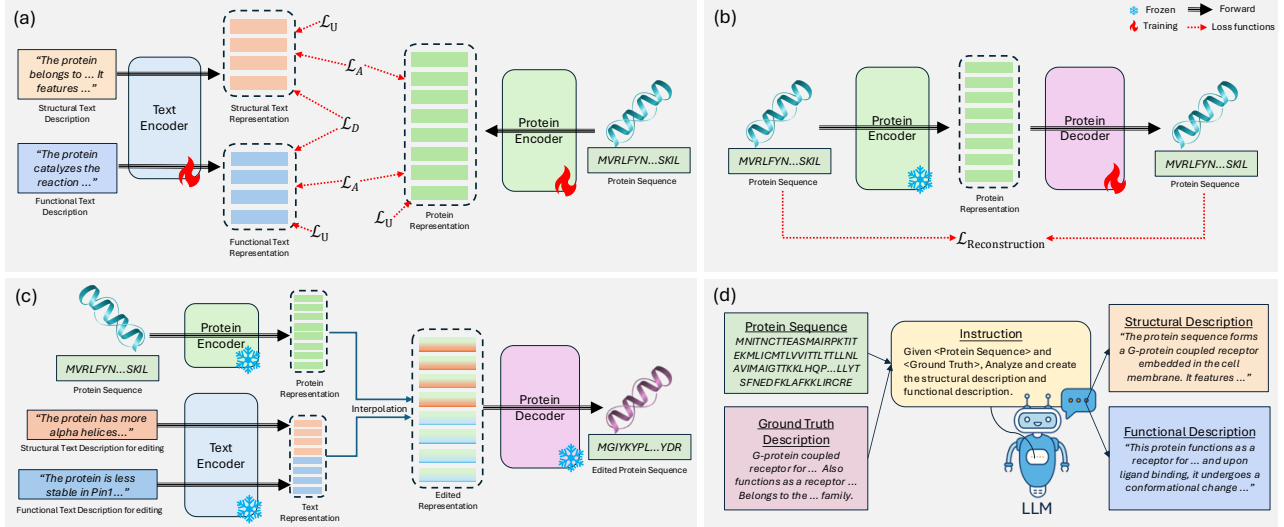 (a)
"The protein
belongs to ... It
features ..."
Structural Text
Description
"The protein
catalyzes the
reaction ..."
Functional Text
Description
Text
Encoder
Structural Text
Representation
Functional Text
Representation
ℒU
ℒA
ℒD
ℒA
ℒU
ℒU
Protein
Representation
Protein
Encoder
MVRLFYN...SKIL
Protein Sequence
(b)
Frozen
Forward
Training
Loss functions
MVRLFYN...SKIL
Protein Sequence
Protein
Encoder
Protein
Representation
Protein
Decoder
MVRLFYN...SKIL
Protein Sequence
ℒReconstruction
(c)
MVRLFYN...SKIL
Protein Sequence
Protein
Encoder
Protein
Representation
"The protein has more
alpha helices..."
Structural Text Description for editing
"The protein is less
stable in Pin1..."
Functional Text Description for editing
Text
Encoder
Text
Representation
Interpolation
Edited
Representation
Protein
Decoder
MGIYKYPL...YDR
Edited Protein Sequence
(d)
Protein Sequence
MNITNCTTEASMAIRPKTIT
EKMLICMTLVVITTLTTLLNL
AVIMAIGTTKKLHQP...LLYT
SFNEDFKLAFKKLIRCRE
Ground Truth
Description
G-protein coupled
receptor for ... Also
functions as a receptor ...
Belongs to the ... family.
Instruction
Given <Protein Sequence> and
<Ground Truth>, Analyze and create
the structural description and
functional description.
LLM
Structural Description
"The protein sequence forms
a G-protein coupled receptor
embedded in the cell
membrane. It features ..."
Functional Description
"This protein functions as a
receptor for ... and upon
ligand binding, it undergoes a
conformational change ..."